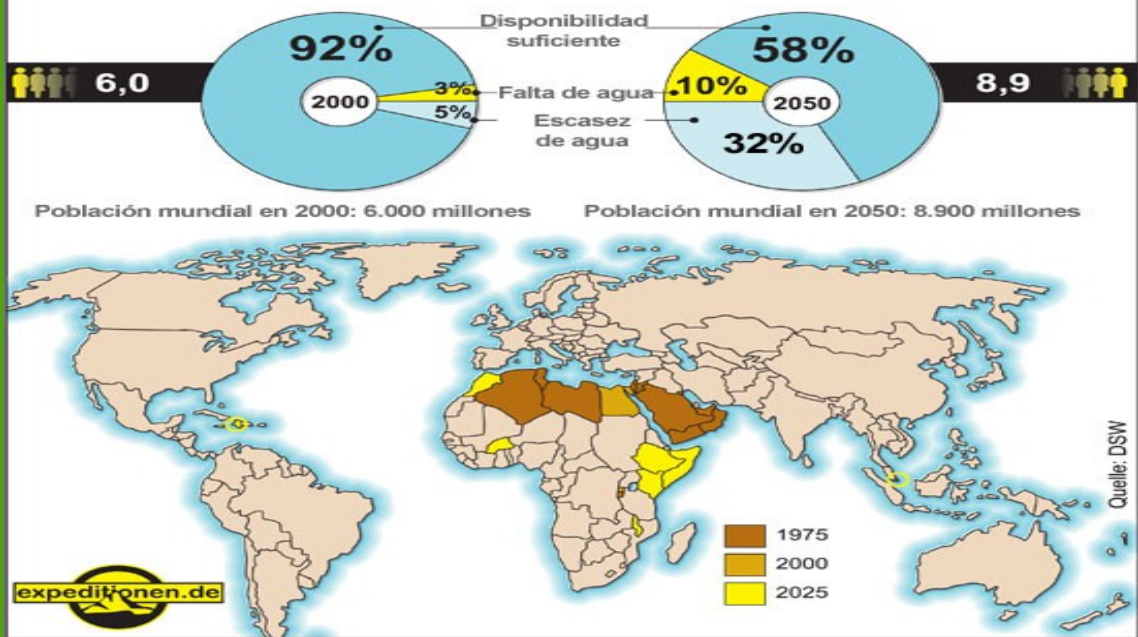 Disponibilidad
suficiente
92%
58%
6,0
3%
Falta de agua
10%
8,9
2000
2050
5%
Escasez
de agua
32%
Población mundial en 2000: 6.000 millones
Población mundial en 2050: 8.900 millones
Quelle: DSW
1975
2000
2025
expeditionen.de